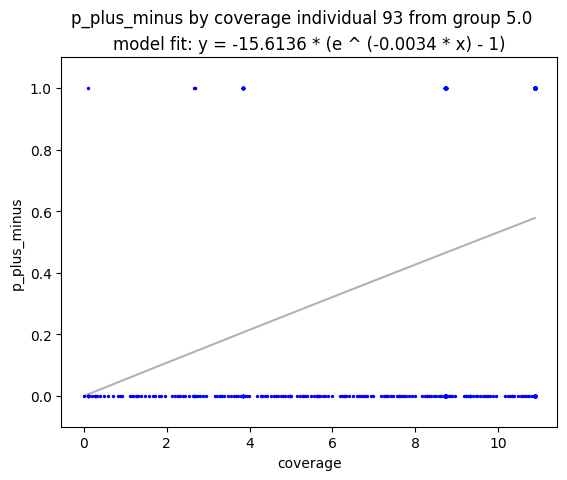 p_plus_minus by coverage individual 93 from group 5.0
model fit: y = -15.6136 * (e ^ (-0.0034 * x) - 1)
1.0
0.8
0.6
0.4
0.2
0.0
p_plus_minus
0 2 4 6 8 10
coverage